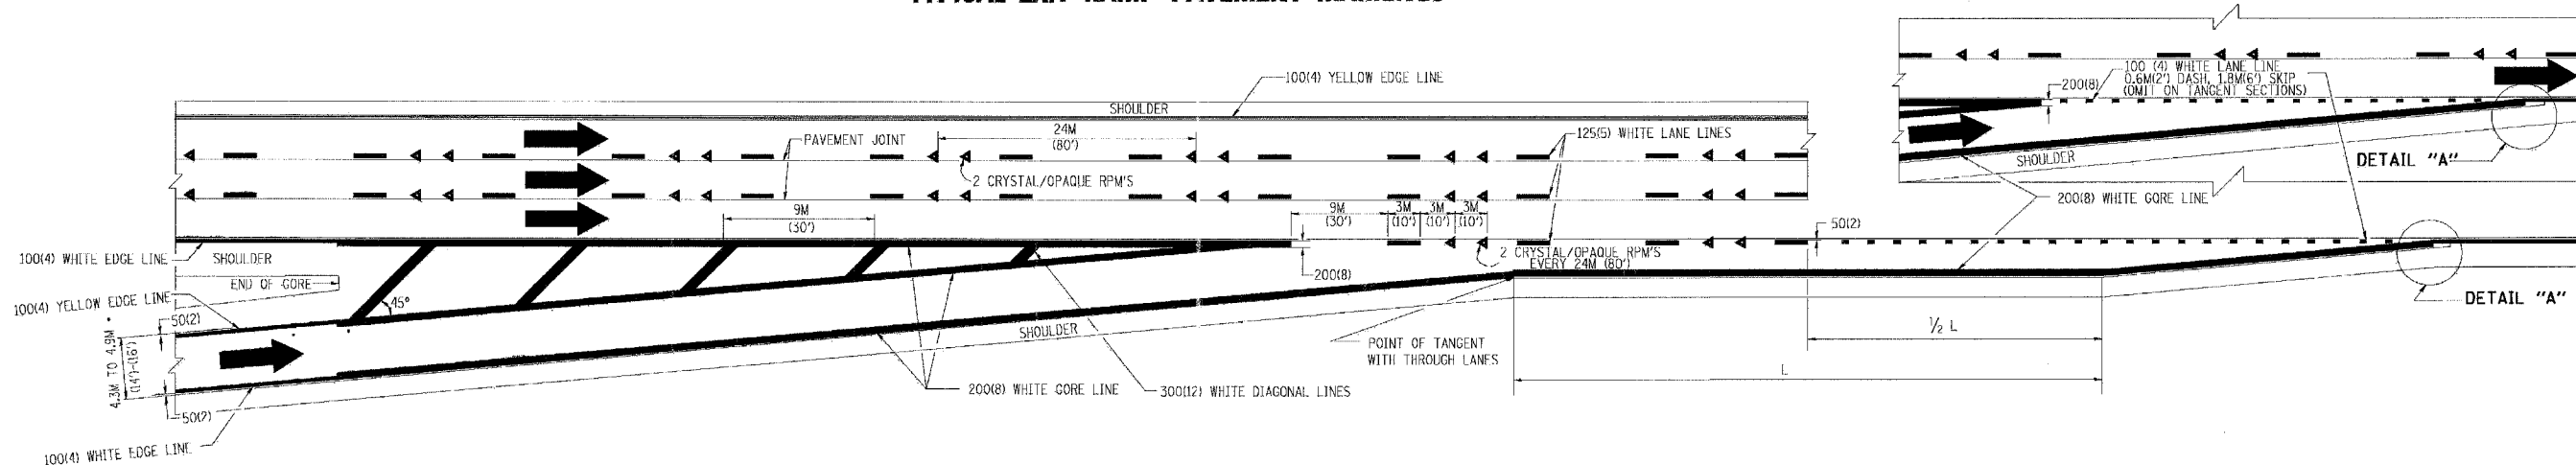 100(4) YELLOW EDGE LINE
SHOULDER
PAVEMENT JOINT
24M
(80')
125(5) WHITE LANE LINES
2 CRYSTAL/OPAQUE RPM'S
9M
(30')
9M
(30')
3M
(10')
3M
(10')
3M
(10')
100(4) WHITE EDGE LINE
SHOULDER
END OF GORE
2 CRYSTAL/OPAQUE RPM'S
EVERY 24M (80')
200(8)
50(2)
100(4) YELLOW EDGE LINE
45°
50(2)
4.3M TO 4.9M *
(14')-(16')
50(2)
100(4) WHITE EDGE LINE
SHOULDER
200(8) WHITE GORE LINE
300(12) WHITE DIAGONAL LINES
POINT OF TANGENT
WITH THROUGH LANES
1/2 L
L
200(8)
100 (4) WHITE LANE LINE
0.6M(2') DASH, 1.8M(6') SKIP
(OMIT ON TANGENT SECTIONS)
SHOULDER
DETAIL "A"
200(8) WHITE GORE LINE
DETAIL "A"